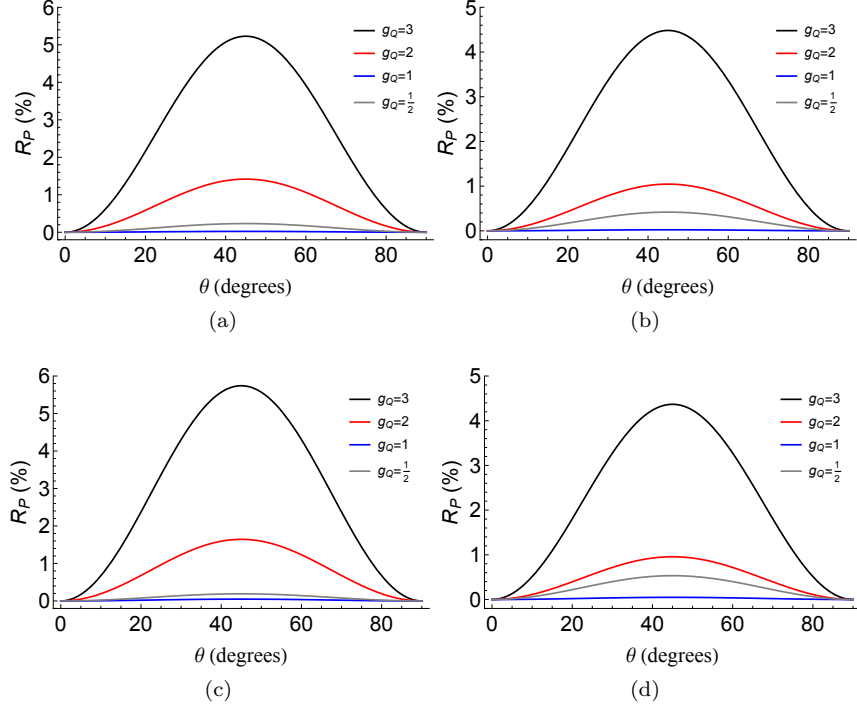 6
5
4
3
2
1
0
R_P (%)
g_Q=3
g_Q=2
g_Q=1
g_Q=1/2
0 20 40 60 80
θ (degrees)
(a)
5
4
3
2
1
0
R_P (%)
g_Q=3
g_Q=2
g_Q=1
g_Q=1/2
0 20 40 60 80
θ (degrees)
(b)
6
5
4
3
2
1
0
R_P (%)
g_Q=3
g_Q=2
g_Q=1
g_Q=1/2
0 20 40 60 80
θ (degrees)
(c)
5
4
3
2
1
0
R_P (%)
g_Q=3
g_Q=2
g_Q=1
g_Q=1/2
0 20 40 60 80
θ (degrees)
(d)